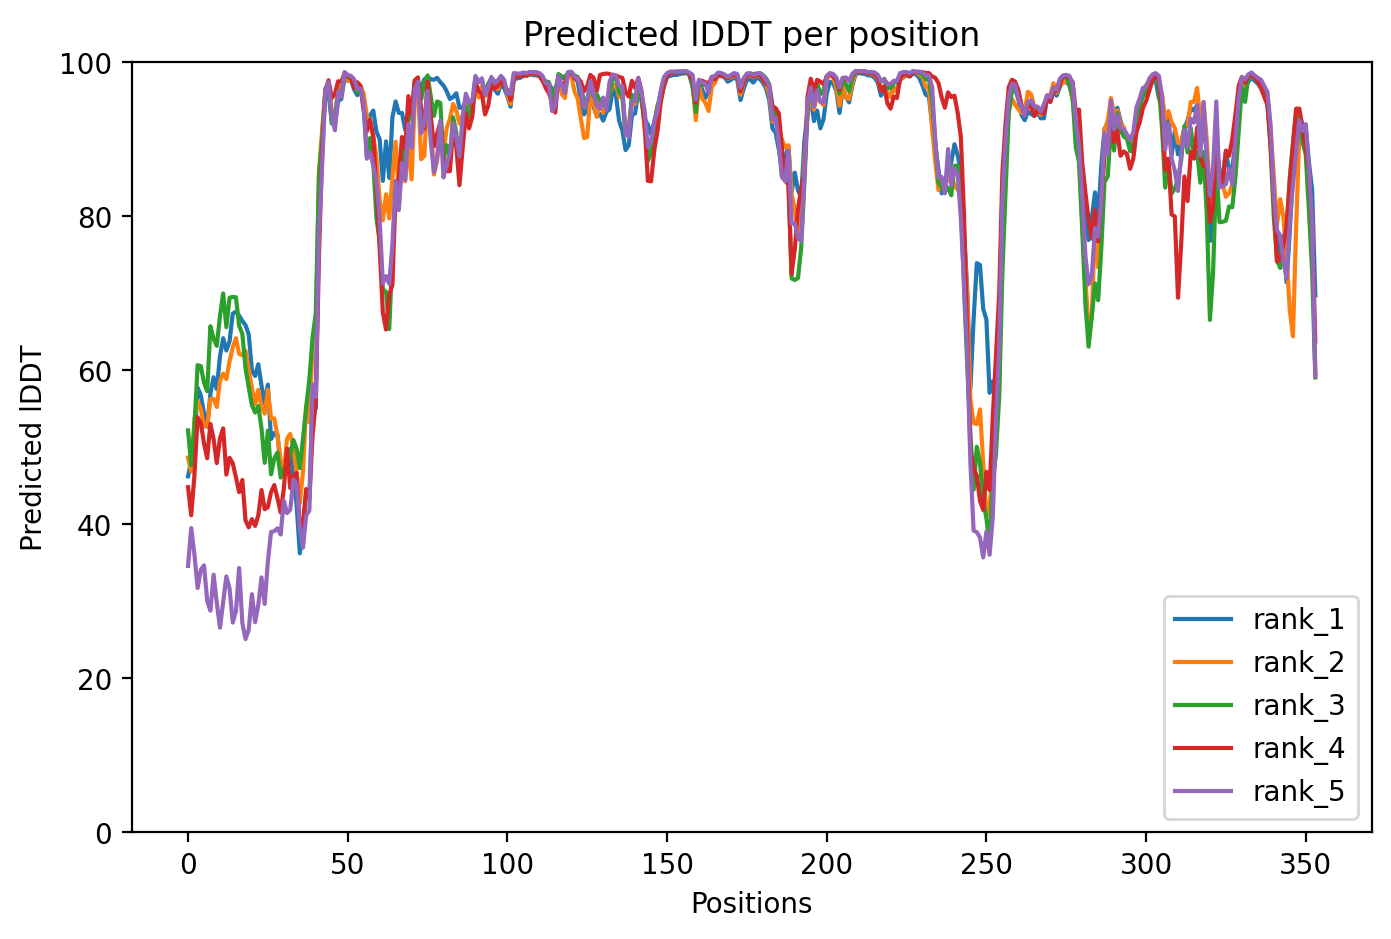 Predicted lDDT per position
100
80
60
40
20
0
Predicted lDDT
0 50 100 150 200 250 300 350
Positions
rank_1
rank_2
rank_3
rank_4
rank_5